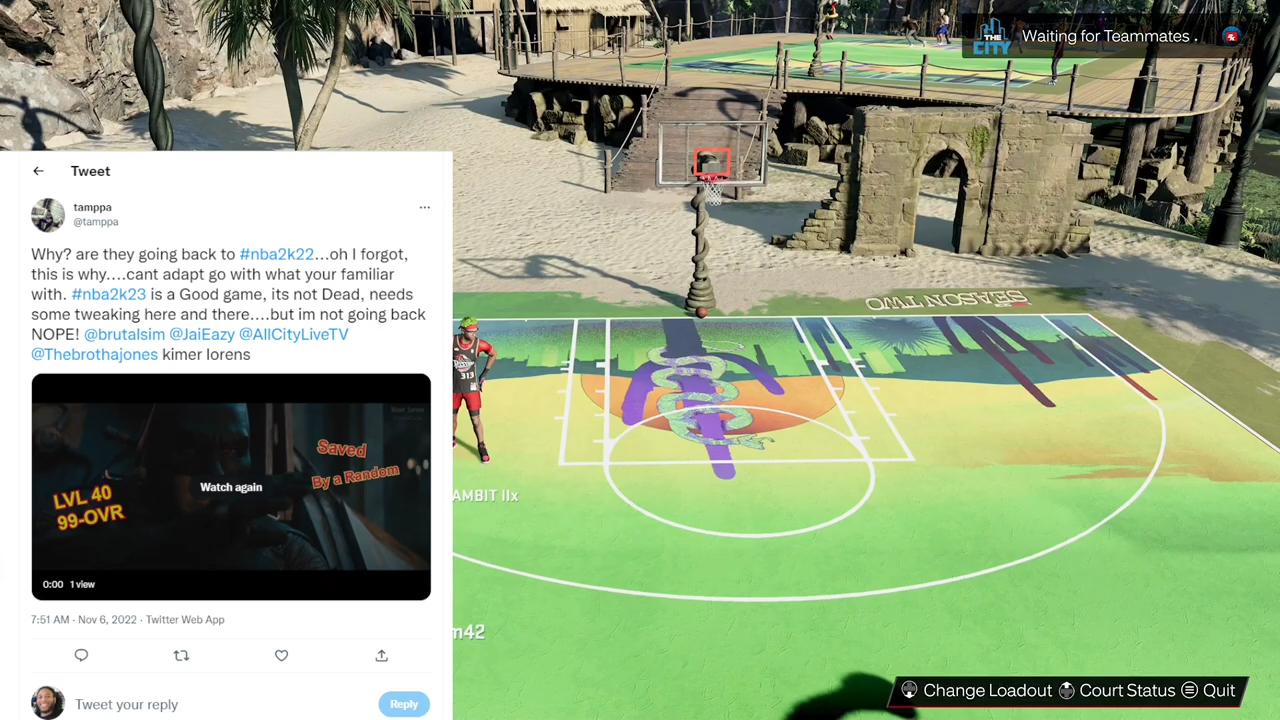 THE
CITY
Waiting for Teammates .
Tweet
tamppa
@tamppa
Why? are they going back to #nba2k22...oh I forgot,
this is why....cant adapt go with what your familiar
with. #nba2k23 is a Good game, its not Dead, needs
some tweaking here and there....but im not going back
NOPE! @brutalsim @JaiEazy @AllCityLiveTV
@Thebrothajones kimer lorens
Saved
By a Random
Watch again
LVL 40
99-OVR
0:00 1 view
7:51 AM · Nov 6, 2022 · Twitter Web App
Tweet your reply
Reply
SEASON TWO
313
AMBIT IIx
m42
Change Loadout
Court Status
Quit